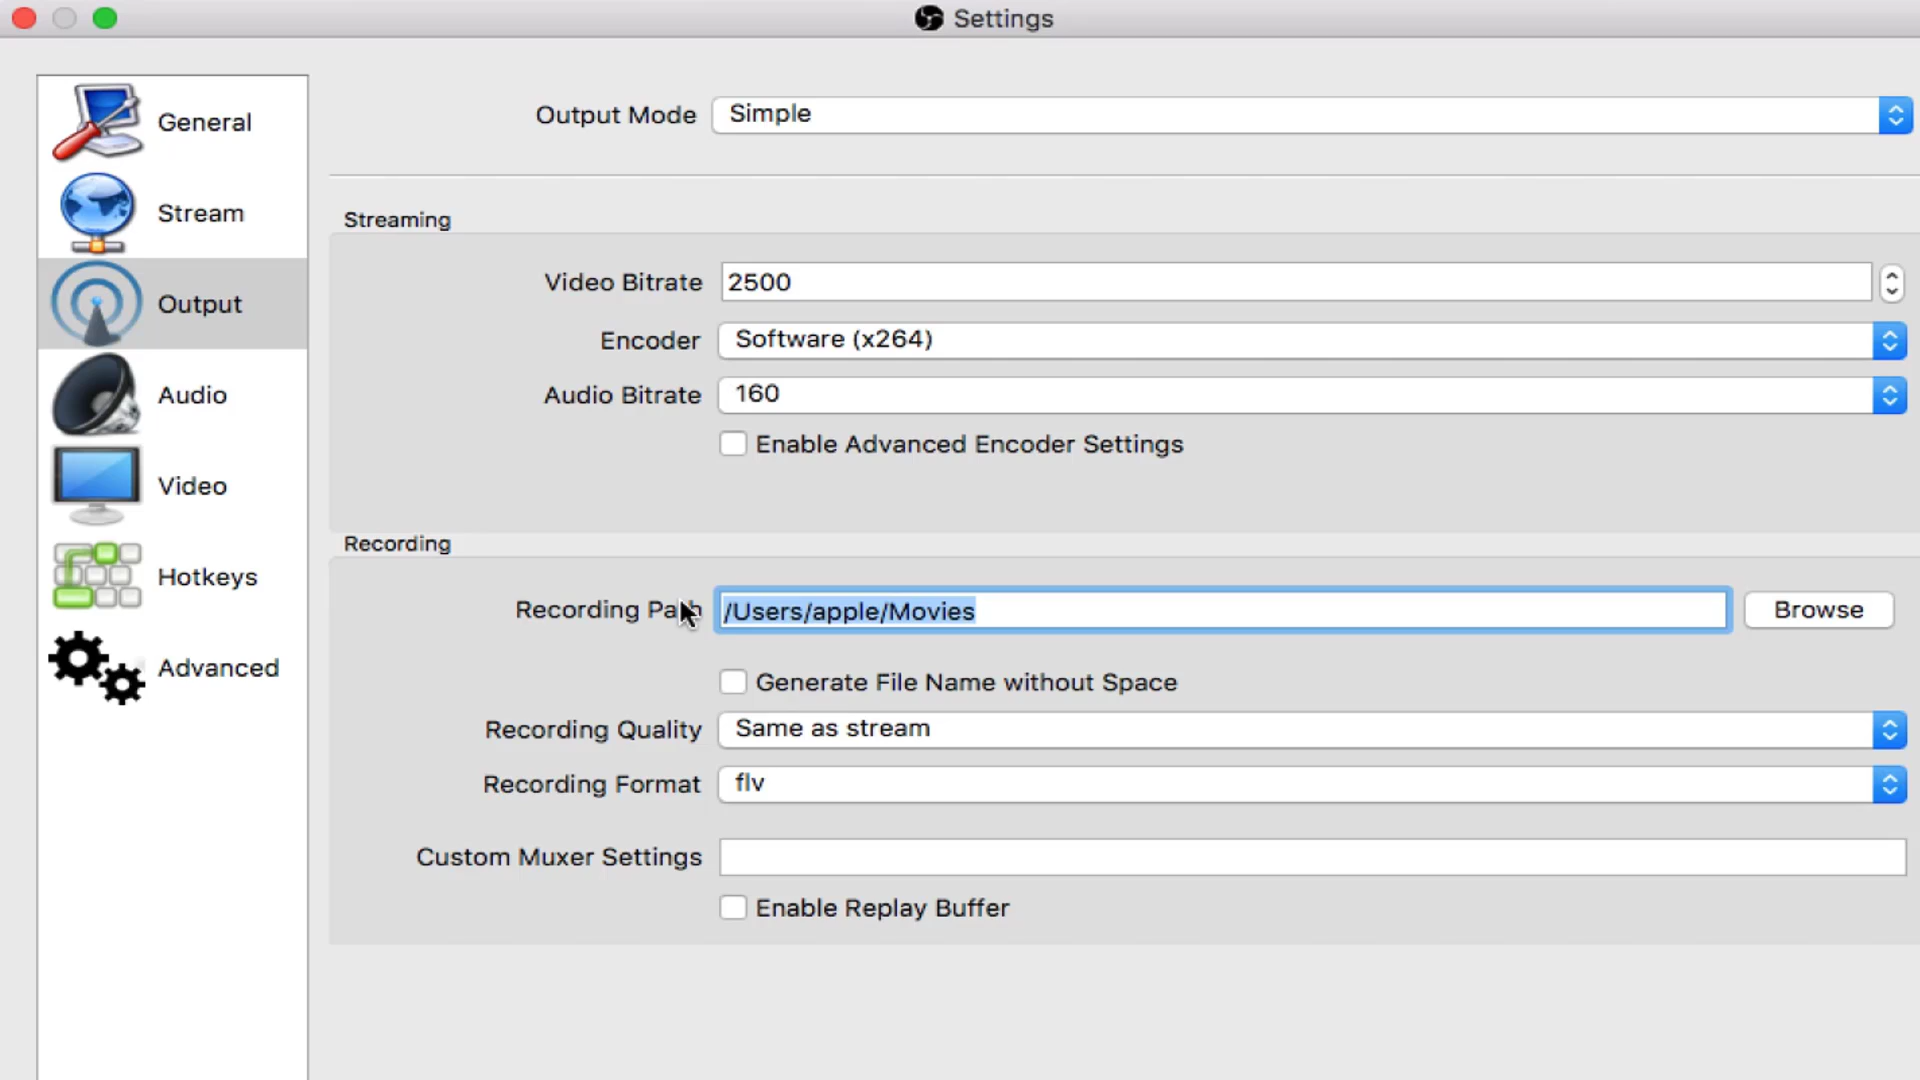 Settings
General
Stream
Output
Audio
Video
Hotkeys
Advanced
Output Mode Simple
Streaming
Video Bitrate 2500
Encoder Software (x264)
Audio Bitrate 160
Enable Advanced Encoder Settings
Recording
Recording Path /Users/apple/Movies Browse
Generate File Name without Space
Recording Quality Same as stream
Recording Format flv
Custom Muxer Settings
Enable Replay Buffer